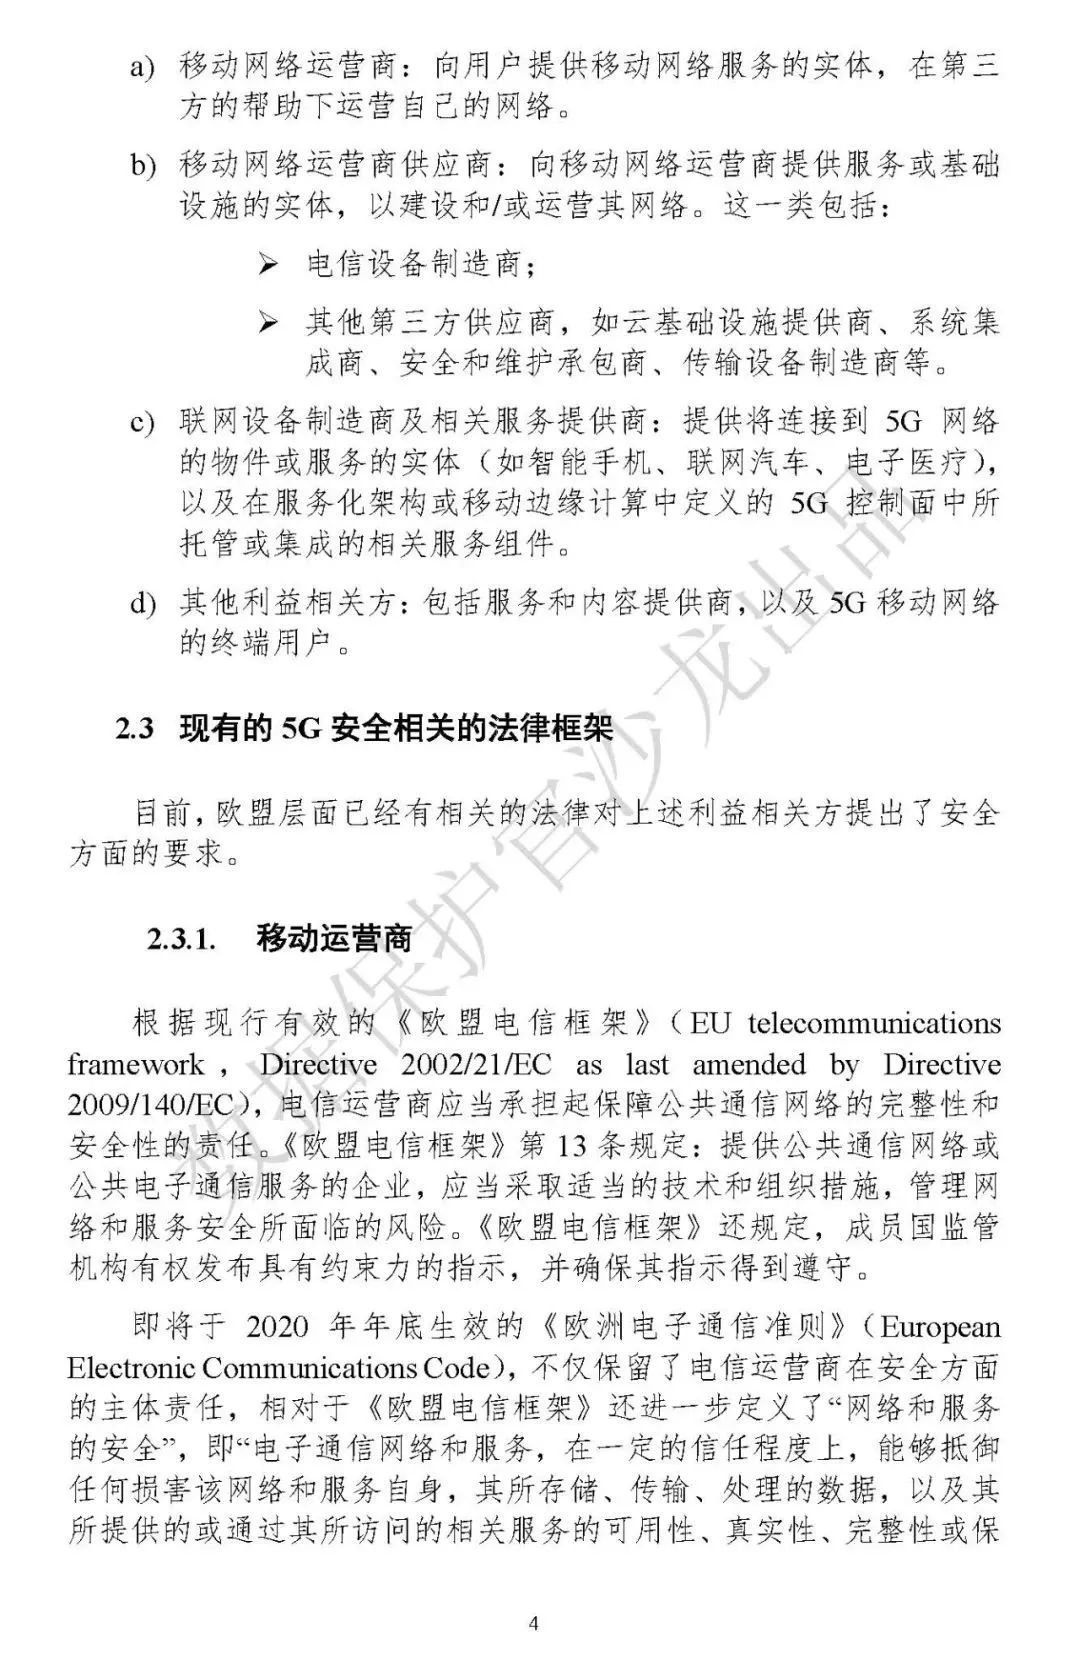 a) 移动网络运营商：向用户提供移动网络服务的实体，在第三
方的帮助下运营自己的网络。
b) 移动网络运营商供应商：向移动网络运营商提供服务或基础
设施的实体，以建设和/或运营其网络。这一类包括：
➢ 电信设备制造商；
➢ 其他第三方供应商，如云基础设施提供商、系统集
成商、安全和维护承包商、传输设备制造商等。
c) 联网设备制造商及相关服务提供商：提供将连接到 5G 网络
的物件或服务的实体（如智能手机、联网汽车、电子医疗），
以及在服务化架构或移动边缘计算中定义的 5G 控制面中所
托管或集成的相关服务组件。
d) 其他利益相关方：包括服务和内容提供商，以及 5G 移动网络
的终端用户。
2.3 现有的 5G 安全相关的法律框架
目前，欧盟层面已经有相关的法律对上述利益相关方提出了安全
方面的要求。
2.3.1. 移动运营商
根据现行有效的《欧盟电信框架》（EU telecommunications
framework ， Directive 2002/21/EC as last amended by Directive
2009/140/EC），电信运营商应当承担起保障公共通信网络的完整性和
安全性的责任。《欧盟电信框架》第 13 条规定：提供公共通信网络或
公共电子通信服务的企业，应当采取适当的技术和组织措施，管理网
络和服务安全所面临的风险。《欧盟电信框架》还规定，成员国监管
机构有权发布具有约束力的指示，并确保其指示得到遵守。
即将于 2020 年年底生效的《欧洲电子通信准则》（European
Electronic Communications Code），不仅保留了电信运营商在安全方面
的主体责任，相对于《欧盟电信框架》还进一步定义了“网络和服务
的安全”，即“电子通信网络和服务，在一定的信任程度上，能够抵御
任何损害该网络和服务自身，其所存储、传输、处理的数据，以及其
所提供的或通过其所访问的相关服务的可用性、真实性、完整性或保
4
数据保护官沙龙出品